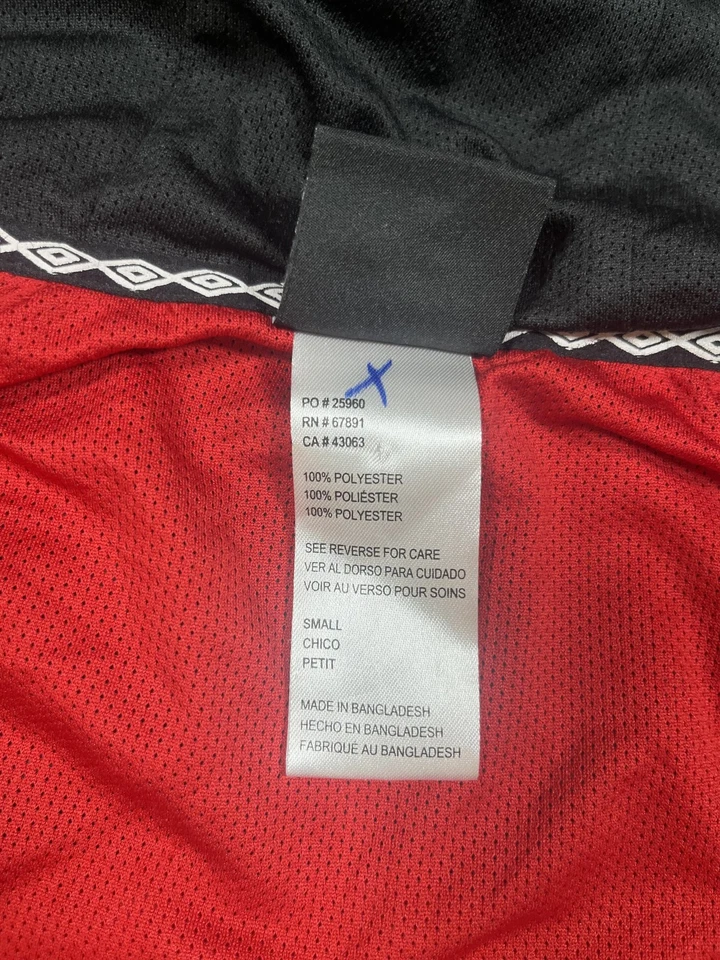 PO # 25960
RN # 67891
CA # 43063
100% POLYESTER
100% POLIÉSTER
100% POLYESTER
SEE REVERSE FOR CARE
VER AL DORSO PARA CUIDADO
VOIR AU VERSO POUR SOINS
SMALL
CHICO
PETIT
MADE IN BANGLADESH
HECHO EN BANGLADESH
FABRIQUÉ AU BANGLADESH